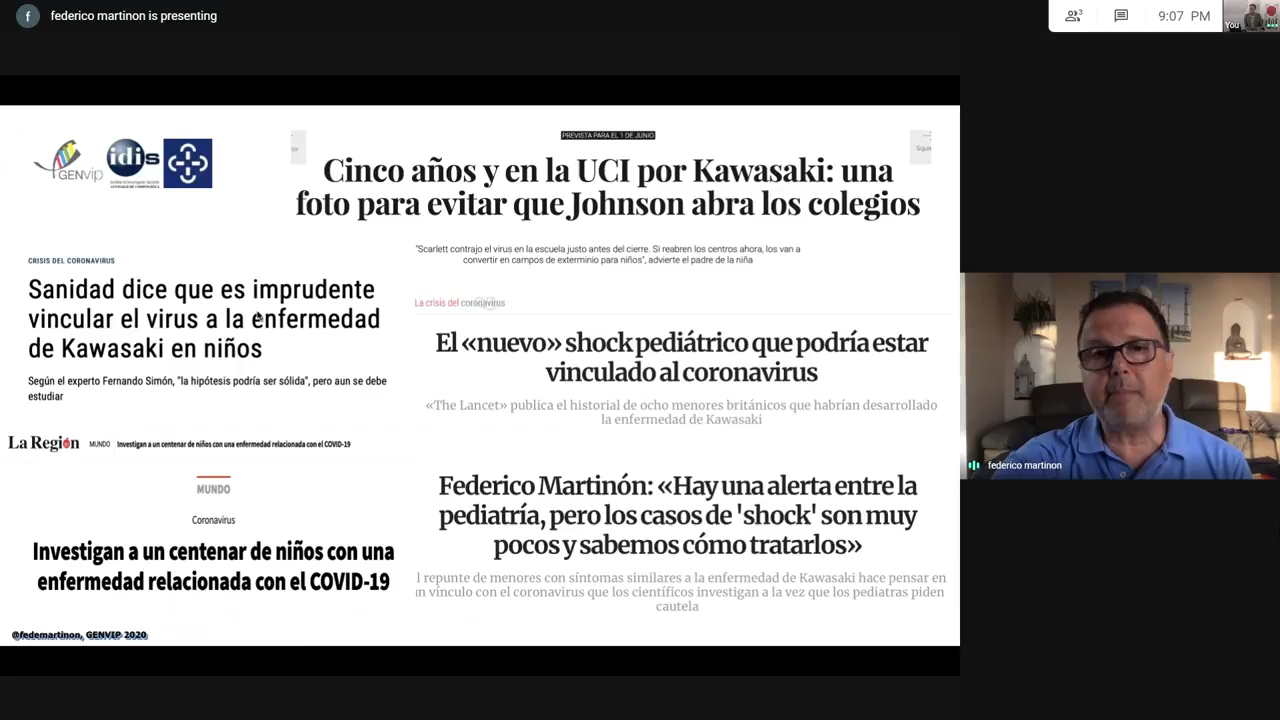 f
federico martinon is presenting
3
9:07 PM
You
GENvip
idis
PREVISTA PARA EL 1 DE JUNIO
Cinco años y en la UCI por Kawasaki: una
foto para evitar que Johnson abra los colegios
"Scarlett contrajo el virus en la escuela justo antes del cierre. Si reabren los centros ahora, los van a
convertir en campos de exterminio para niños", advierte el padre de la niña
CRISIS DEL CORONAVIRUS
Sanidad dice que es imprudente
vincular el virus a la enfermedad
de Kawasaki en niños
Según el experto Fernando Simón, "la hipótesis podría ser sólida", pero aun se debe
estudiar
La crisis del coronavirus
El «nuevo» shock pediátrico que podría estar
vinculado al coronavirus
«The Lancet» publica el historial de ocho menores británicos que habrían desarrollado
la enfermedad de Kawasaki
La Región MUNDO Investigan a un centenar de niños con una enfermedad relacionada con el COVID-19
MUNDO
Coronavirus
Investigan a un centenar de niños con una
enfermedad relacionada con el COVID-19
Federico Martinón: «Hay una alerta entre la
pediatría, pero los casos de 'shock' son muy
pocos y sabemos cómo tratarlos»
l repunte de menores con síntomas similares a la enfermedad de Kawasaki hace pensar en
un vínculo con el coronavirus que los científicos investigan a la vez que los pediatras piden
cautela
@fedemartinon, GENVIP 2020
federico martinon